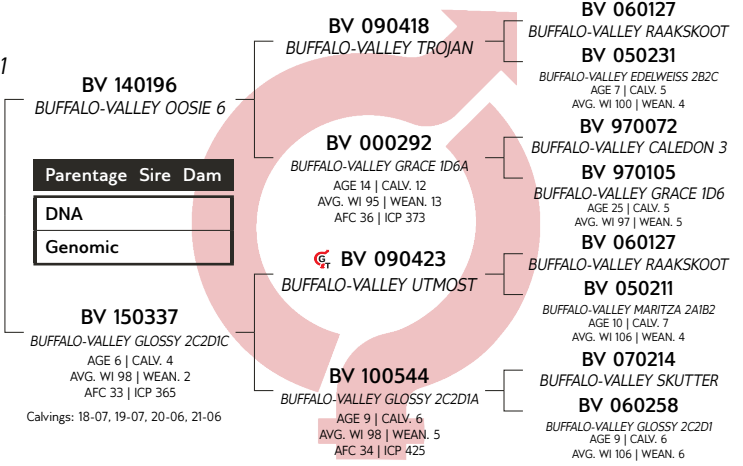 1
BV 140196
BUFFALO-VALLEY OOSIE 6
Parentage Sire Dam
DNA
Genomic
BV 150337
BUFFALO-VALLEY GLOSSY 2C2D1C
AGE 6 | CALV. 4
AVG. WI 98 | WEAN. 2
AFC 33 | ICP 365
Calvings: 18-07, 19-07, 20-06, 21-06
BV 090418
BUFFALO-VALLEY TROJAN
BV 000292
BUFFALO-VALLEY GRACE 1D6A
AGE 14 | CALV. 12
AVG. WI 95 | WEAN. 13
AFC 36 | ICP 373
GT BV 090423
BUFFALO-VALLEY UTMOST
BV 100544
BUFFALO-VALLEY GLOSSY 2C2D1A
AGE 9 | CALV. 6
AVG. WI 98 | WEAN. 5
AFC 34 | ICP 425
BV 060127
BUFFALO-VALLEY RAAKSKOOT
BV 050231
BUFFALO-VALLEY EDELWEISS 2B2C
AGE 7 | CALV. 5
AVG. WI 100 | WEAN. 4
BV 970072
BUFFALO-VALLEY CALEDON 3
BV 970105
BUFFALO-VALLEY GRACE 1D6
AGE 25 | CALV. 5
AVG. WI 97 | WEAN. 5
BV 060127
BUFFALO-VALLEY RAAKSKOOT
BV 050211
BUFFALO-VALLEY MARITZA 2A1B2
AGE 10 | CALV. 7
AVG. WI 106 | WEAN. 4
BV 070214
BUFFALO-VALLEY SKUTTER
BV 060258
BUFFALO-VALLEY GLOSSY 2C2D1
AGE 9 | CALV. 6
AVG. WI 106 | WEAN. 6